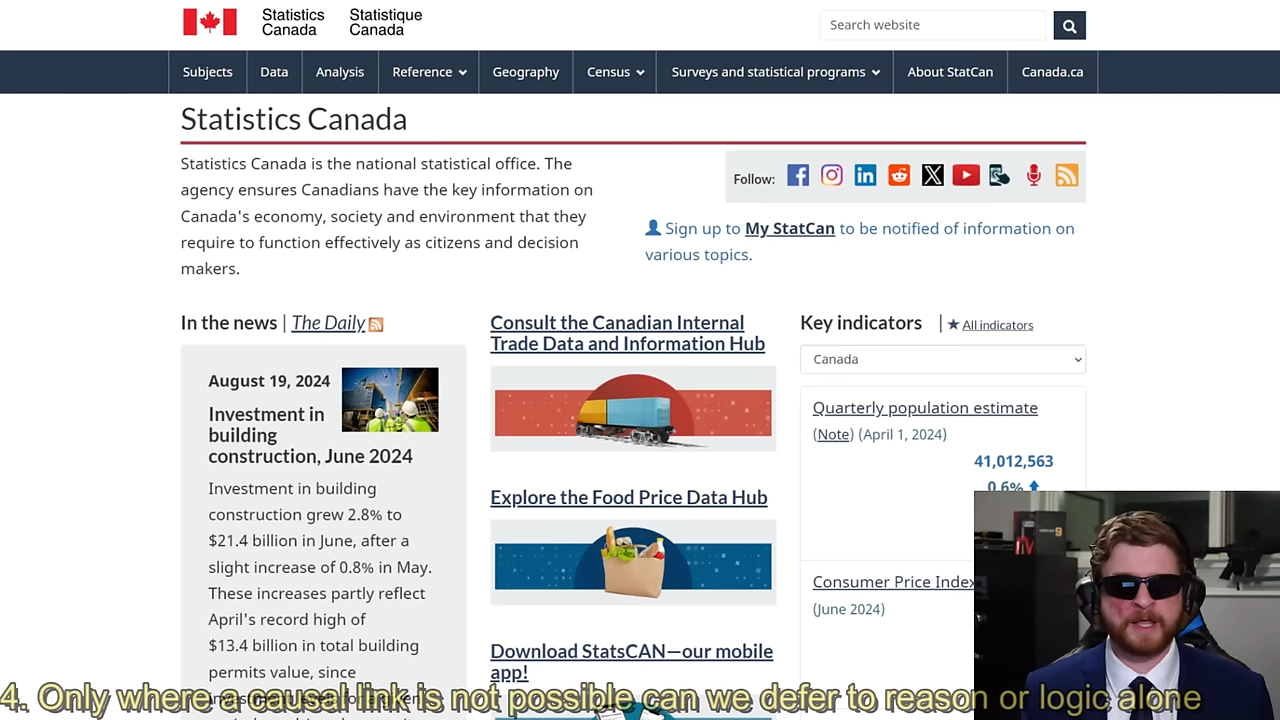 Statistics Canada
Statistique Canada
Search website
Subjects
Data
Analysis
Reference
Geography
Census
Surveys and statistical programs
About StatCan
Canada.ca
Statistics Canada
Statistics Canada is the national statistical office. The
agency ensures Canadians have the key information on
Canada's economy, society and environment that they
require to function effectively as citizens and decision
makers.
Follow:
Sign up to My StatCan to be notified of information on
various topics.
In the news | The Daily
August 19, 2024
Investment in
building
construction, June 2024
Investment in building
construction grew 2.8% to
$21.4 billion in June, after a
slight increase of 0.8% in May.
These increases partly reflect
April's record high of
$13.4 billion in total building
permits value, since
Consult the Canadian Internal
Trade Data and Information Hub
Explore the Food Price Data Hub
Download StatsCAN—our mobile
app!
Key indicators | All indicators
Canada
Quarterly population estimate
(Note) (April 1, 2024)
41,012,563
0.6%
Consumer Price Index
(June 2024)
4. Only where a causal link is not possible can we defer to reason or logic alone